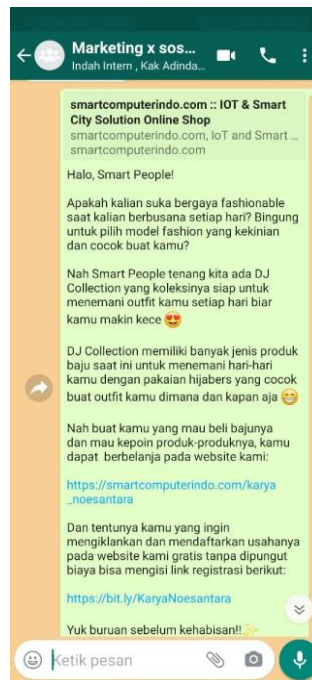 Marketing x sos...
Indah Intern , Kak Adinda...
smartcomputerindo.com :: IOT & Smart
City Solution Online Shop
smartcomputerindo.com, IoT and Smart ...
smartcomputerindo.com
Halo, Smart People!
Apakah kalian suka bergaya fashionable
saat kalian berbusana setiap hari? Bingung
untuk pilih model fashion yang kekinian
dan cocok buat kamu?
Nah Smart People tenang kita ada DJ
Collection yang koleksinya siap untuk
menemani outfit kamu setiap hari biar
kamu makin kece 😍
DJ Collection memiliki banyak jenis produk
baju saat ini untuk menemani hari-hari
kamu dengan pakaian hijabers yang cocok
buat outfit kamu dimana dan kapan aja 😁
Nah buat kamu yang mau beli bajunya
dan mau kepoin produk-produknya, kamu
dapat  berbelanja pada website kami:
https://smartcomputerindo.com/karya
_noesantara
Dan tentunya kamu yang ingin
mengiklankan dan mendaftarkan usahanya
pada website kami gratis tanpa dipungut
biaya bisa mengisi link registrasi berikut:
https://bit.ly/KaryaNoesantara
Yuk buruan sebelum kehabisan!!✨
Ketik pesan